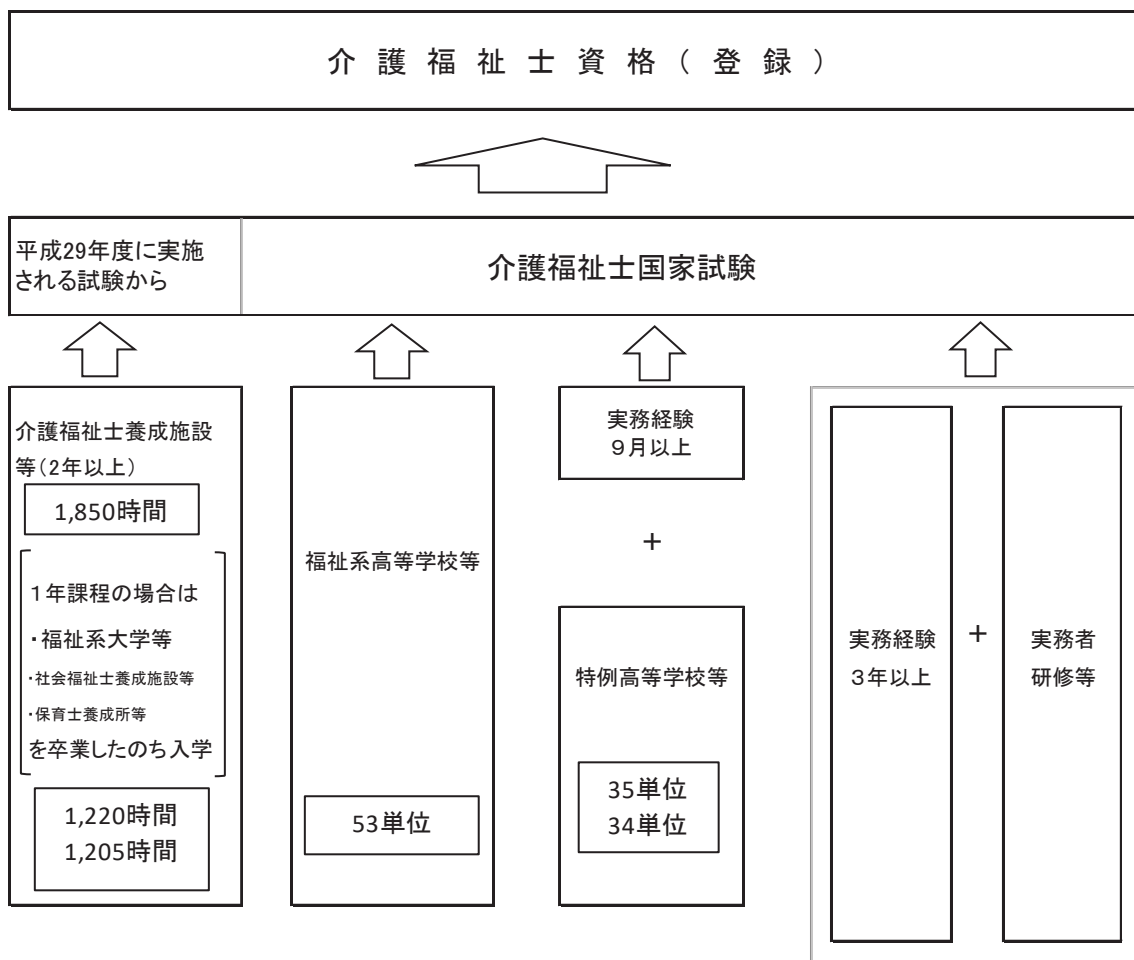 介護福祉士資格(登録)
平成29年度に実施
される試験から
介護福祉士国家試験
介護福祉士養成施設
等(2年以上)
1,850時間
1年課程の場合は
・福祉系大学等
・社会福祉士養成施設等
・保育士養成所等
を卒業したのち入学
1,220時間
1,205時間
福祉系高等学校等
53単位
実務経験
9月以上
+
特例高等学校等
35単位
34単位
実務経験
3年以上
+
実務者
研修等